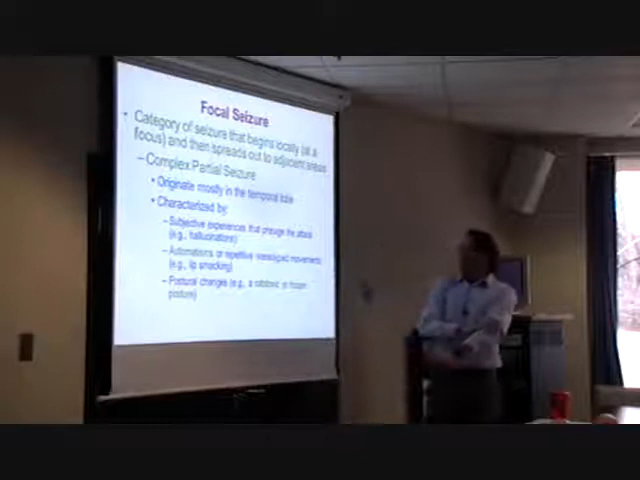 Focal Seizure
• Category of seizure that begins locally (at a
focus) and then spreads out to adjacent areas
– Complex Partial Seizure
• Originate mostly in the temporal lobe
• Characterized by:
– Subjective experiences that presage the attack
(e.g., hallucinations)
– Automatisms or repetitive stereotyped movements
(e.g., lip smacking)
– Postural changes (e.g., a catatonic or frozen
posture)